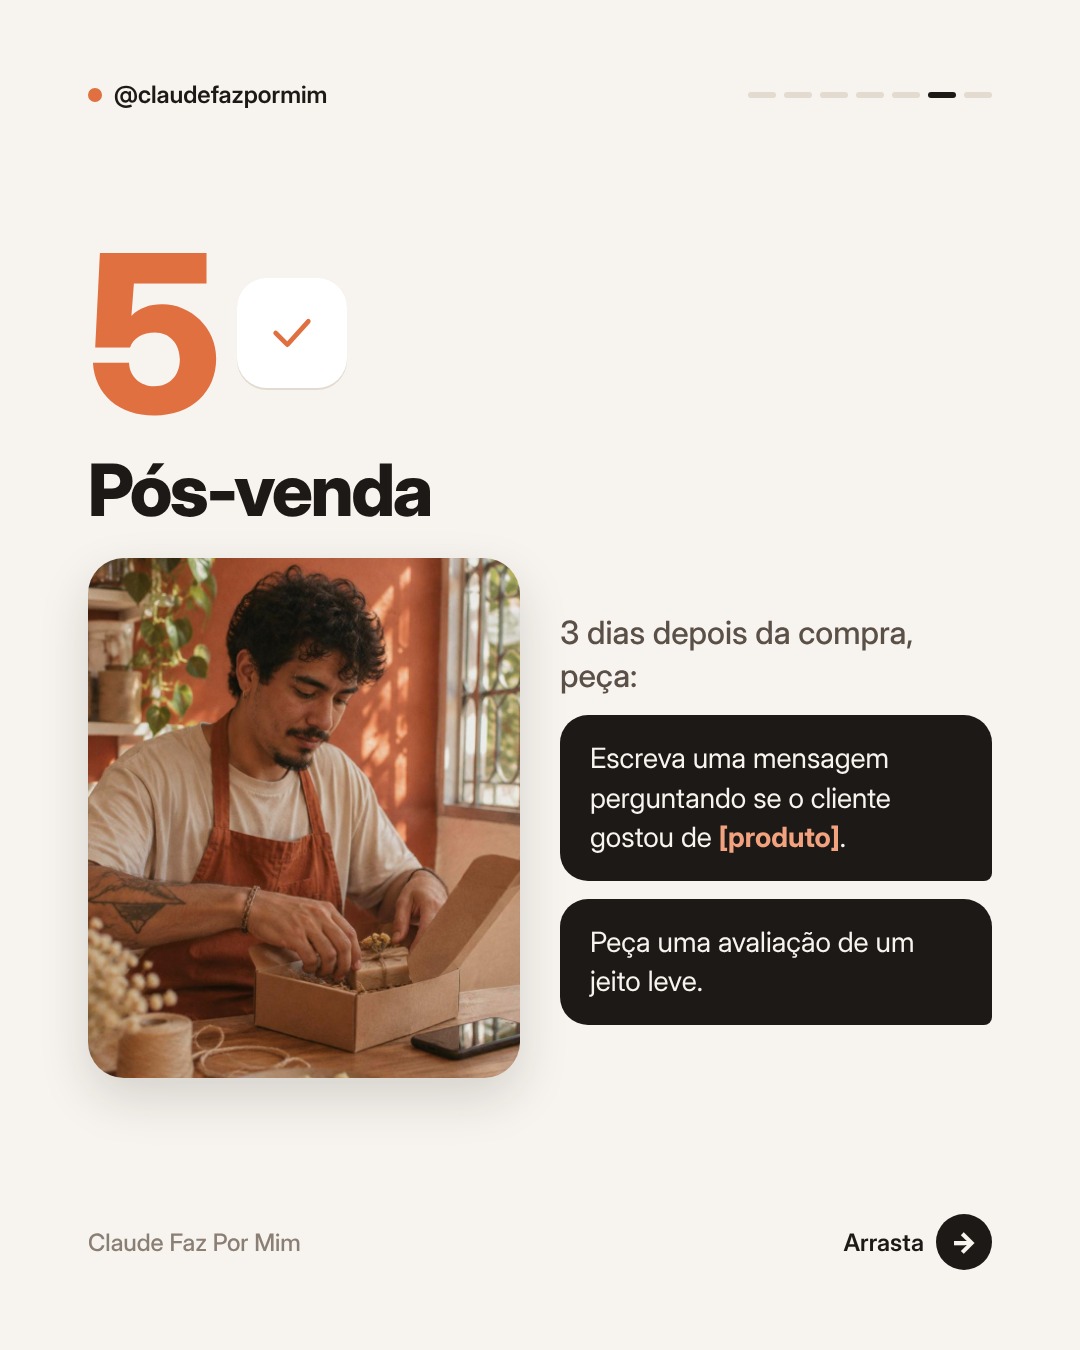 @claudefazpormim
5
Pós-venda
3 dias depois da compra,
peça:
Escreva uma mensagem
perguntando se o cliente
gostou de [produto].
Peça uma avaliação de um
jeito leve.
Claude Faz Por Mim
Arrasta